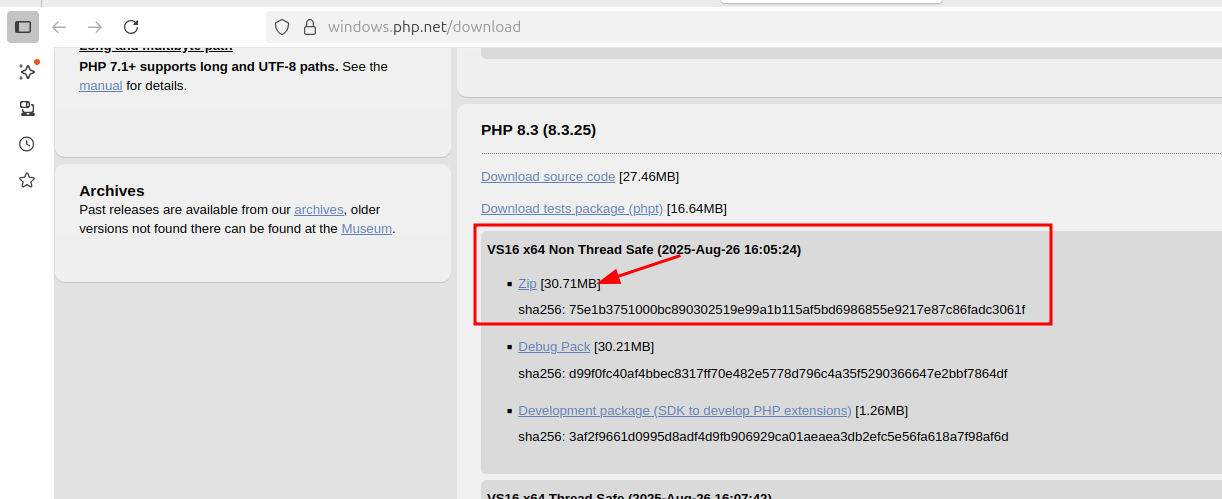 windows.php.net/download
Long and multibyte path
PHP 7.1+ supports long and UTF-8 paths. See the
manual for details.
Archives
Past releases are available from our archives, older
versions not found there can be found at the Museum.
PHP 8.3 (8.3.25)
Download source code [27.46MB]
Download tests package (phpt) [16.64MB]
VS16 x64 Non Thread Safe (2025-Aug-26 16:05:24)
Zip [30.71MB]
sha256: 75e1b3751000bc890302519e99a1b115af5bd6986855e9217e87c86fadc3061f
Debug Pack [30.21MB]
sha256: d99f0fc40af4bbec8317ff70e482e5778d796c4a35f5290366647e2bbf7864df
Development package (SDK to develop PHP extensions) [1.26MB]
sha256: 3af2f9661d0995d8adf4d9fb906929ca01aeaea3db2efc5e56fa618a7f98af6d
VS16 x64 Thread Safe (2025-Aug-26 16:07:42)